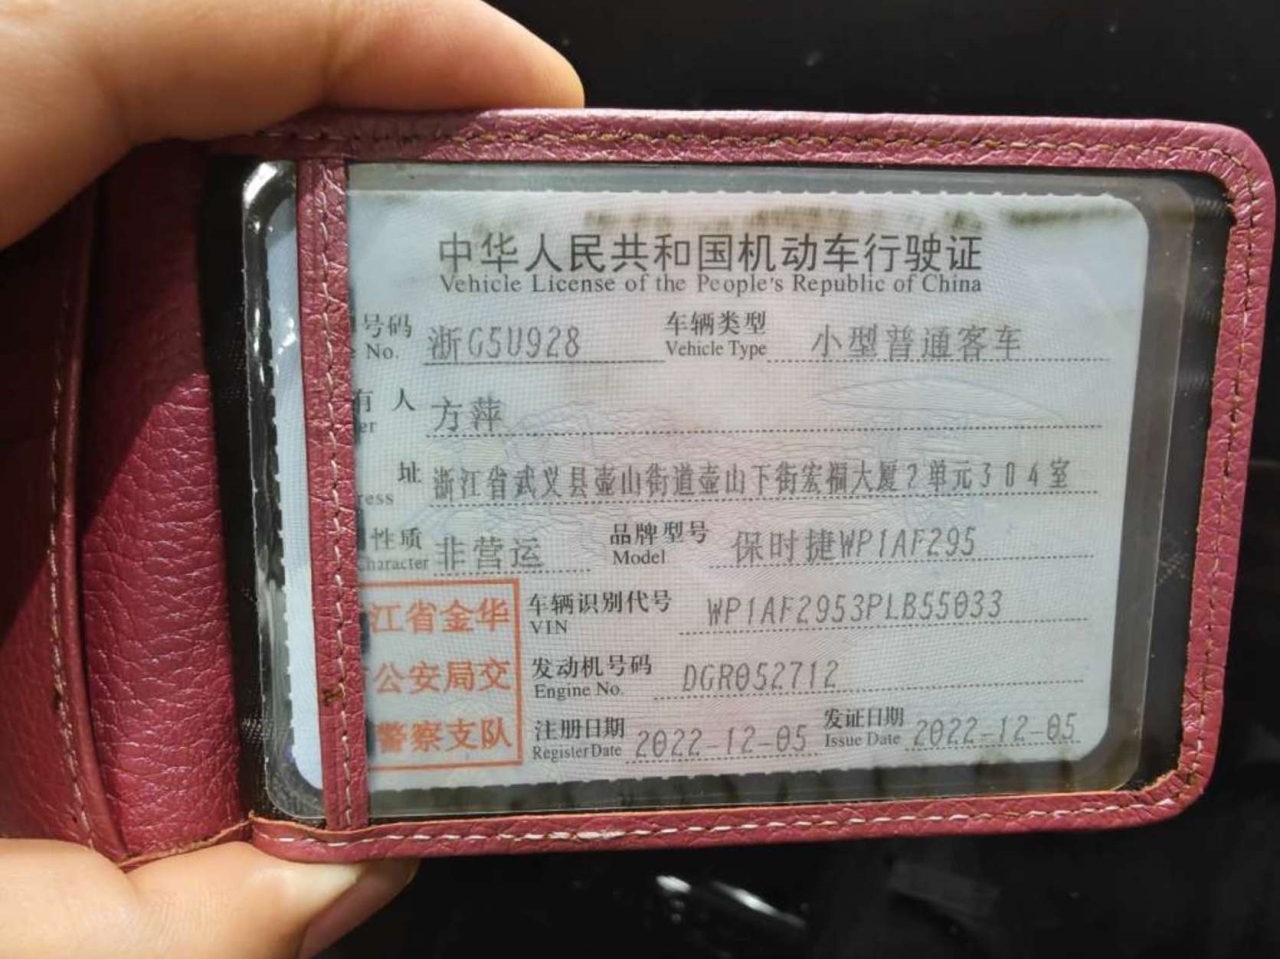 中华人民共和国机动车行驶证
Vehicle License of the People's Republic of China
号码 浙G5U928 车辆类型 小型普通客车
No. Vehicle Type
有人 方萍
er
址 浙江省武义县壶山街道壶山下街宏福大厦2单元304室
ress
性质 非营运 品牌型号 保时捷WP1AF295
Character Model
江省金华
公安局交
警察支队
车辆识别代号 WP1AF2953PLB55033
VIN
发动机号码 DGR052712
Engine No.
注册日期 2022-12-05 发证日期 2022-12-05
Register Date Issue Date